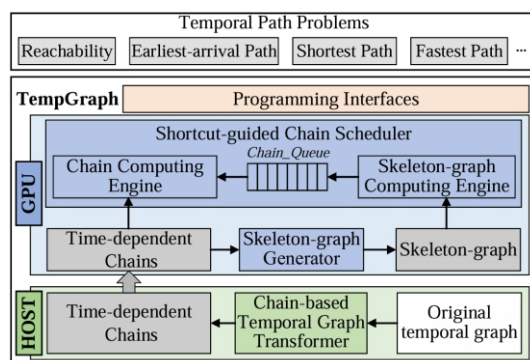 Temporal Path Problems
Reachability Earliest-arrival Path Shortest Path Fastest Path ...
TempGraph Programming Interfaces
GPU
Shortcut-guided Chain Scheduler
Chain_Queue
Chain Computing
Engine
Skeleton-graph
Computing Engine
Time-dependent
Chains
Skeleton-graph
Generator
Skeleton-graph
HOST
Time-dependent
Chains
Chain-based
Temporal Graph
Transformer
Original
temporal graph